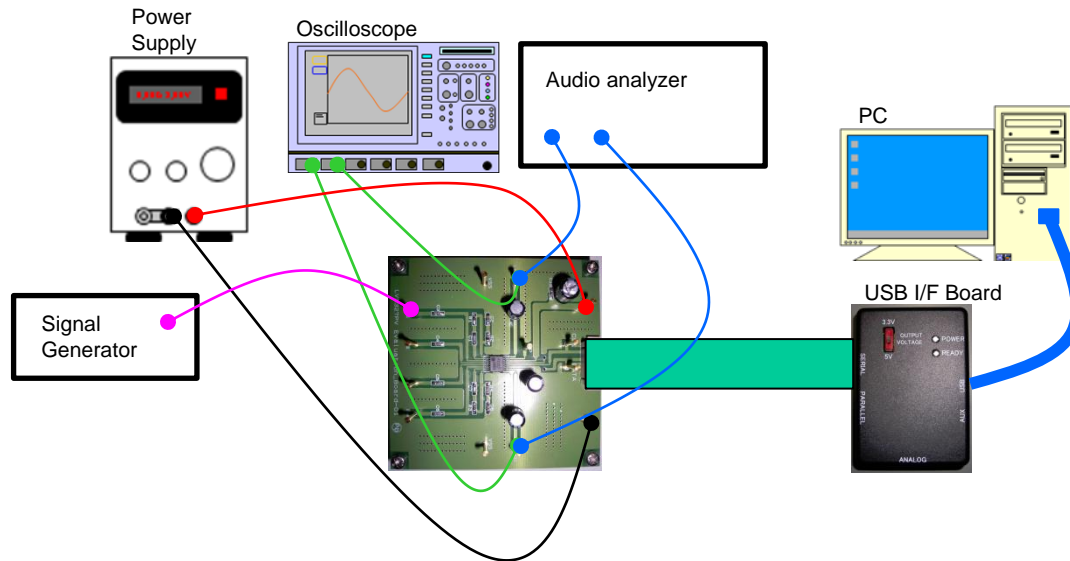 Power
Supply
Oscilloscope
Audio analyzer
PC
Signal
Generator
USB I/F Board
3.3V
OUTPUT
VOLTAGE
5V
POWER
READY
SERIAL
PARALLEL
USB
AUX
ANALOG